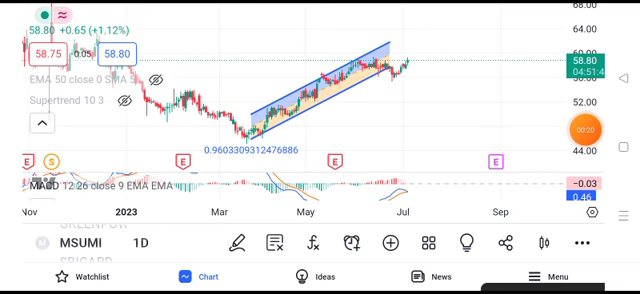 68.00
58.80 +0.65 (+1.12%)
64.00
60.00
58.75 0.05 58.80
58.80
04:51:4
EMA 50 close 0 SMA 5
Supertrend 10 3
52.00
00:20
44.00
0.9603309312476886
E S E E E
MACD 12 26 close 9 EMA EMA
−0.03
0.46
Nov 2023 Mar May Jul Sep
GREENPOW
M MSUMI 1D
SBICARD
Watchlist Chart Ideas News Menu